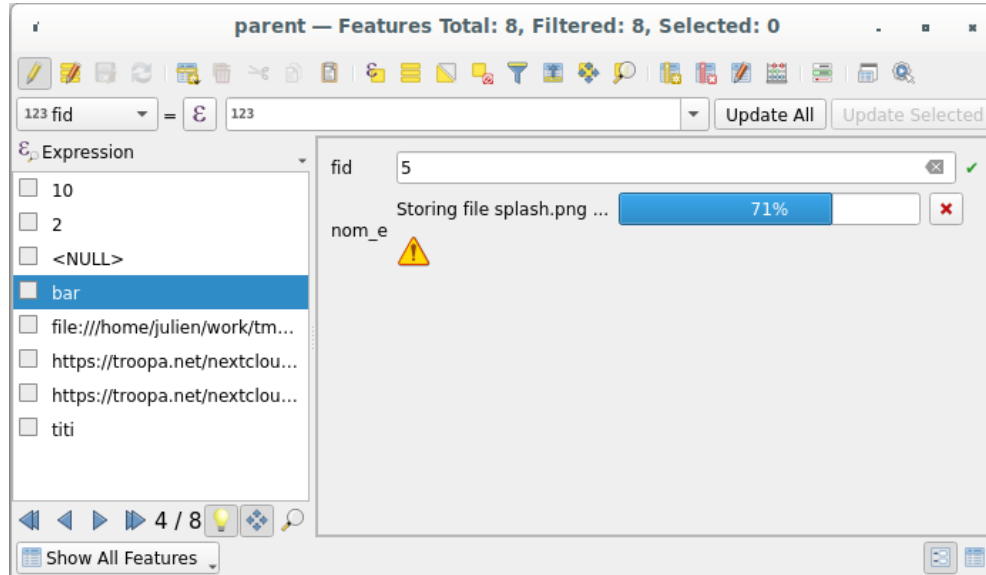 parent — Features Total: 8, Filtered: 8, Selected: 0
123 fid = ε 123 Update All Update Selected
Expression
10
2
<NULL>
bar
file:///home/julien/work/tm...
https://troopa.net/nextclou...
https://troopa.net/nextclou...
titi
fid 5
Storing file splash.png ... 71%
nom_e
4 / 8
Show All Features